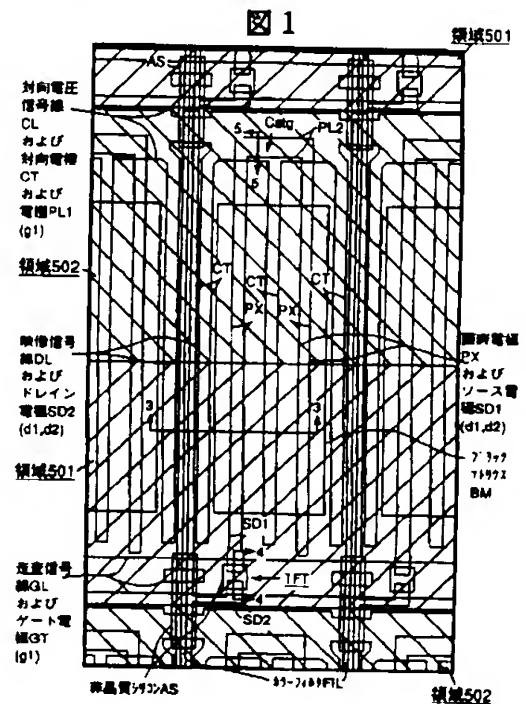 図1
領域501
AS
対向電圧
信号線
CL
および
対向電極
CT
および
電極PL1
(g1)
Cstg
PL2
5
5
領域502
CT
CT
CT
PX
PX
映像信号
線DL
および
ドレイン
電極SD2
(d1,d2)
画素電極
PX
および
ソース電
極SD1
(d1,d2)
3
3
領域501
ブラック
マトリクス
BM
SD1
4
TFT
4
SD2
走査信号
線GL
および
ゲート電
極GT
(g1)
非晶質シリコンAS
カラーフィルタFIL
領域502